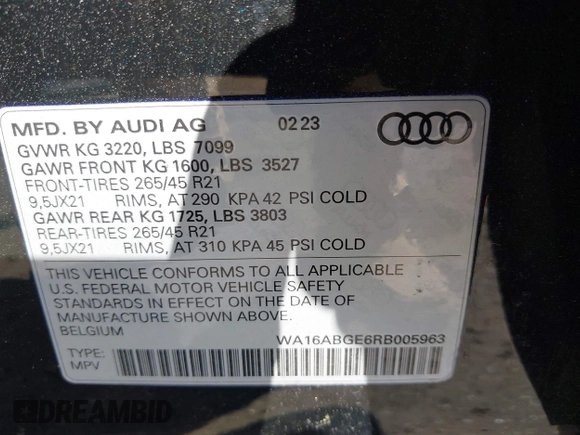 MFD. BY AUDI AG 02 23
GVWR KG 3220, LBS 7099
GAWR FRONT KG 1600, LBS 3527
FRONT-TIRES 265/45 R21
9,5JX21 RIMS, AT 290 KPA 42 PSI COLD
GAWR REAR KG 1725, LBS 3803
REAR-TIRES 265/45 R21
9,5JX21 RIMS, AT 310 KPA 45 PSI COLD
THIS VEHICLE CONFORMS TO ALL APPLICABLE
U.S. FEDERAL MOTOR VEHICLE SAFETY
STANDARDS IN EFFECT ON THE DATE OF
MANUFACTURE SHOWN ABOVE.
BELGIUM
WA16ABGE6RB005963
TYPE:
MPV
DREAMBID